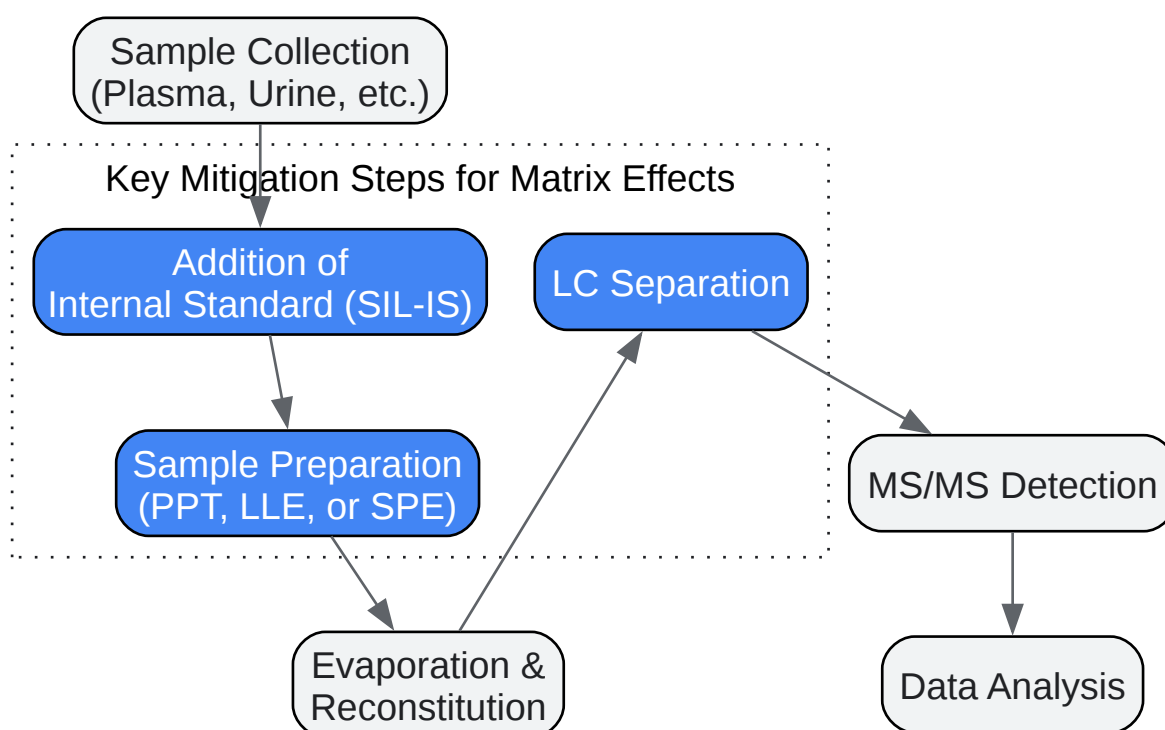 Sample Collection
(Plasma, Urine, etc.)
Key Mitigation Steps for Matrix Effects
Addition of
Internal Standard (SIL-IS)
LC Separation
Sample Preparation
(PPT, LLE, or SPE)
MS/MS Detection
Evaporation &
Reconstitution
Data Analysis